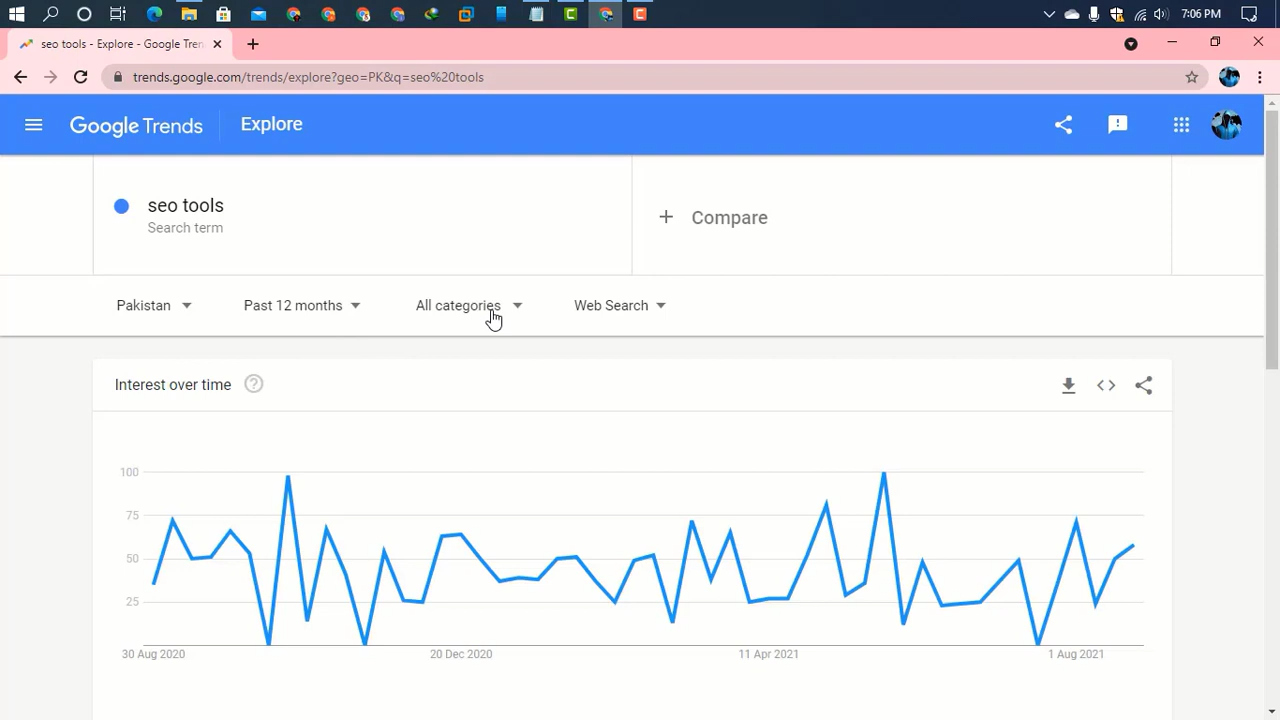 7:06 PM
seo tools - Explore - Google Tren
trends.google.com/trends/explore?geo=PK&q=seo%20tools
Google Trends
Explore
seo tools
Search term
+ Compare
Pakistan
Past 12 months
All categories
Web Search
Interest over time
100
75
50
25
30 Aug 2020
20 Dec 2020
11 Apr 2021
1 Aug 2021